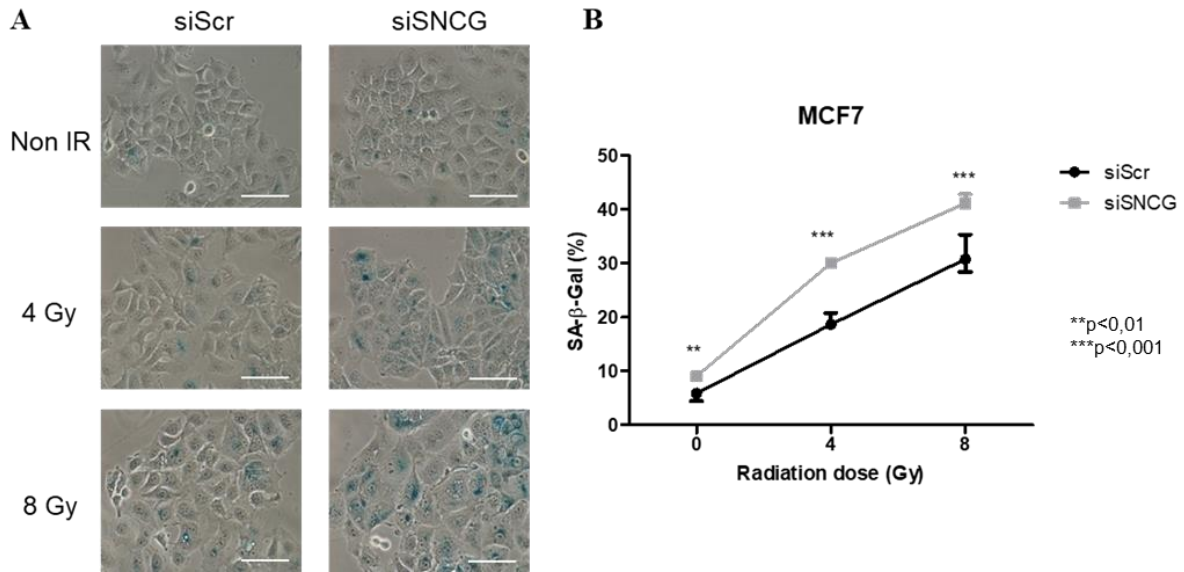 A
siScr
siSNCG
Non IR
4 Gy
8 Gy
B
MCF7
50
40
30
20
10
0
SA-β-Gal (%)
0 4 8
Radiation dose (Gy)
**
***
***
siScr
siSNCG
**p<0,01
***p<0,001